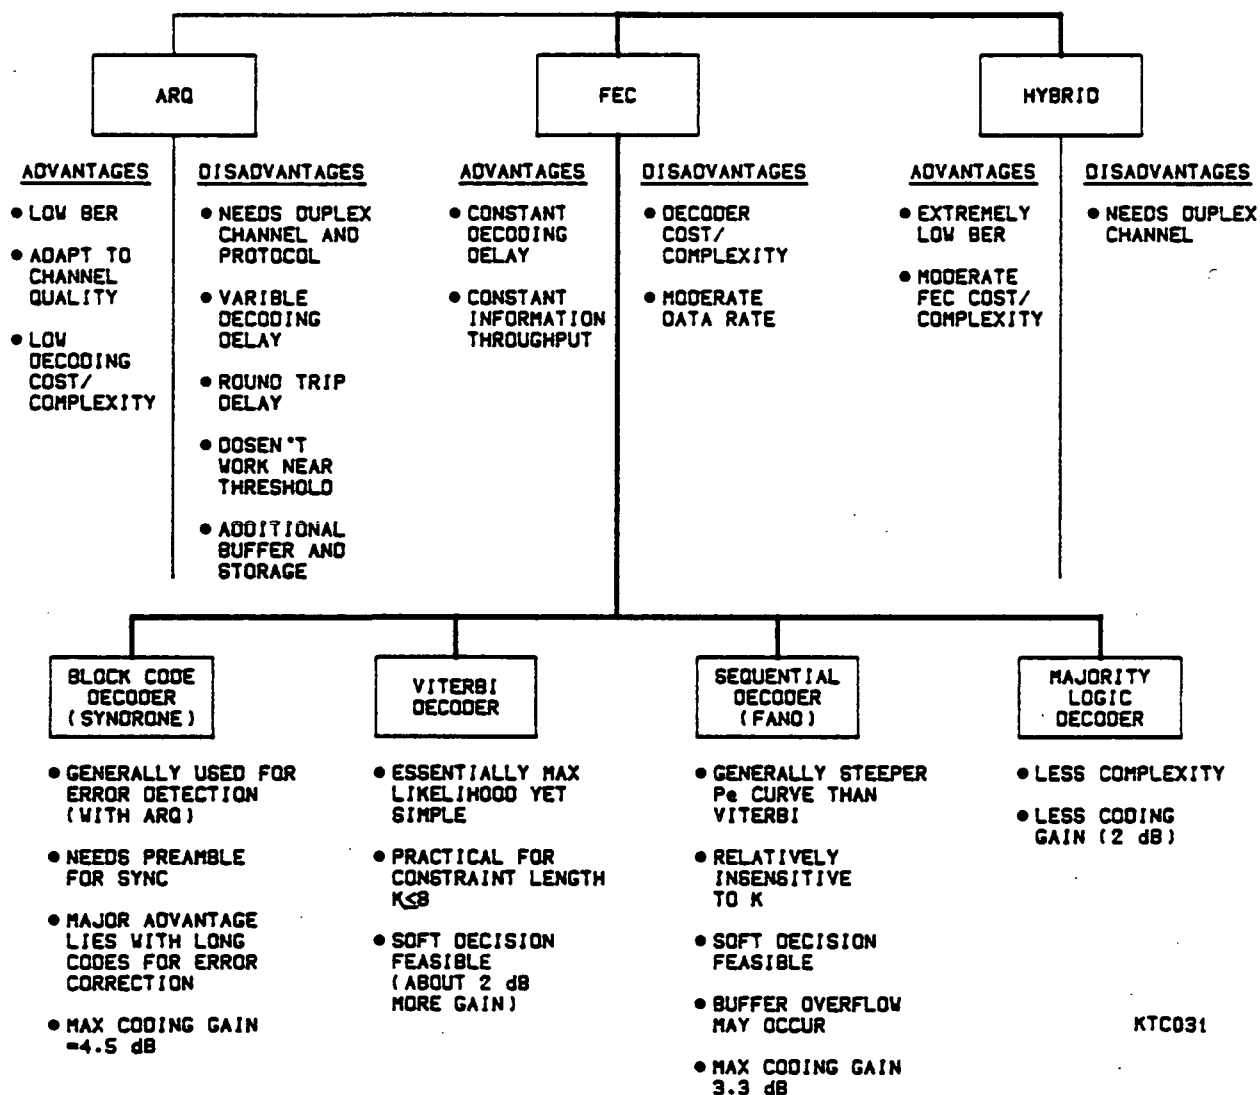 ARQ
FEC
HYBRID
ADVANTAGES
● LOW BER
● ADAPT TO
CHANNEL
QUALITY
● LOW
DECODING
COST/
COMPLEXITY
DISADVANTAGES
● NEEDS DUPLEX
CHANNEL AND
PROTOCOL
● VARIBLE
DECODING
DELAY
● ROUND TRIP
DELAY
● DOSEN'T
WORK NEAR
THRESHOLD
● ADDITIONAL
BUFFER AND
STORAGE
ADVANTAGES
● CONSTANT
DECODING
DELAY
● CONSTANT
INFORMATION
THROUGHPUT
DISADVANTAGES
● DECODER
COST/
COMPLEXITY
● MODERATE
DATA RATE
ADVANTAGES
● EXTREMELY
LOW BER
● MODERATE
FEC COST/
COMPLEXITY
DISADVANTAGES
● NEEDS DUPLEX
CHANNEL
BLOCK CODE
DECODER
(SYNDRONE)
● GENERALLY USED FOR
ERROR DETECTION
(WITH ARQ)
● NEEDS PREAMBLE
FOR SYNC
● MAJOR ADVANTAGE
LIES WITH LONG
CODES FOR ERROR
CORRECTION
● MAX CODING GAIN
=4.5 dB
VITERBI
DECODER
● ESSENTIALLY MAX
LIKELIHOOD YET
SIMPLE
● PRACTICAL FOR
CONSTRAINT LENGTH
K≤8
● SOFT DECISION
FEASIBLE
(ABOUT 2 dB
MORE GAIN)
SEQUENTIAL
DECODER
(FANO)
● GENERALLY STEEPER
Pe CURVE THAN
VITERBI
● RELATIVELY
INSENSITIVE
TO K
● SOFT DECISION
FEASIBLE
● BUFFER OVERFLOW
MAY OCCUR
● MAX CODING GAIN
3.3 dB
MAJORITY
LOGIC
DECODER
● LESS COMPLEXITY
● LESS CODING
GAIN (2 dB)
KTC031